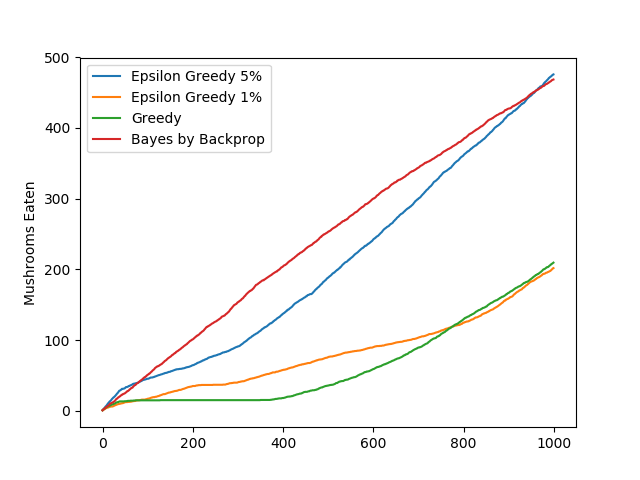 500
400
300
200
100
0
Mushrooms Eaten
Epsilon Greedy 5%
Epsilon Greedy 1%
Greedy
Bayes by Backprop
0 200 400 600 800 1000